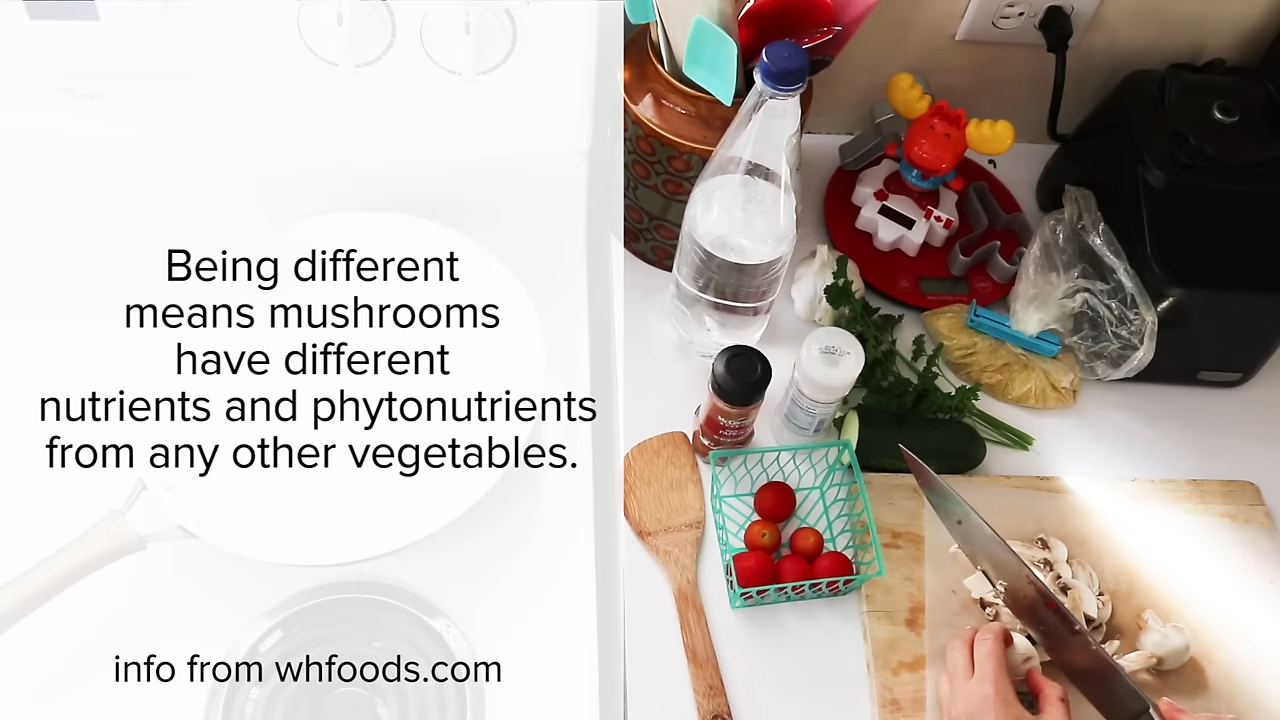 Being different
means mushrooms
have different
nutrients and phytonutrients
from any other vegetables.
info from whfoods.com